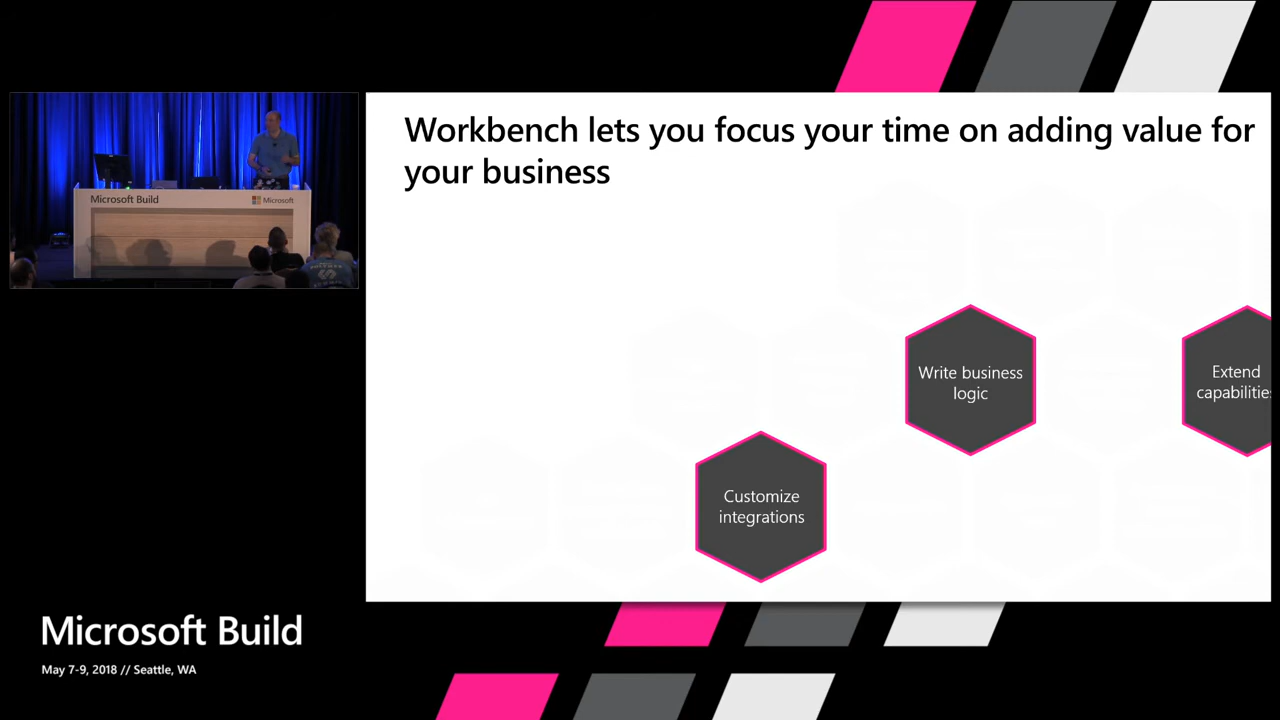 Workbench lets you focus your time on adding value for
your business
Microsoft Build
Microsoft
Write business
logic
Extend
capabilities
Customize
integrations
Microsoft Build
May 7-9, 2018 // Seattle, WA